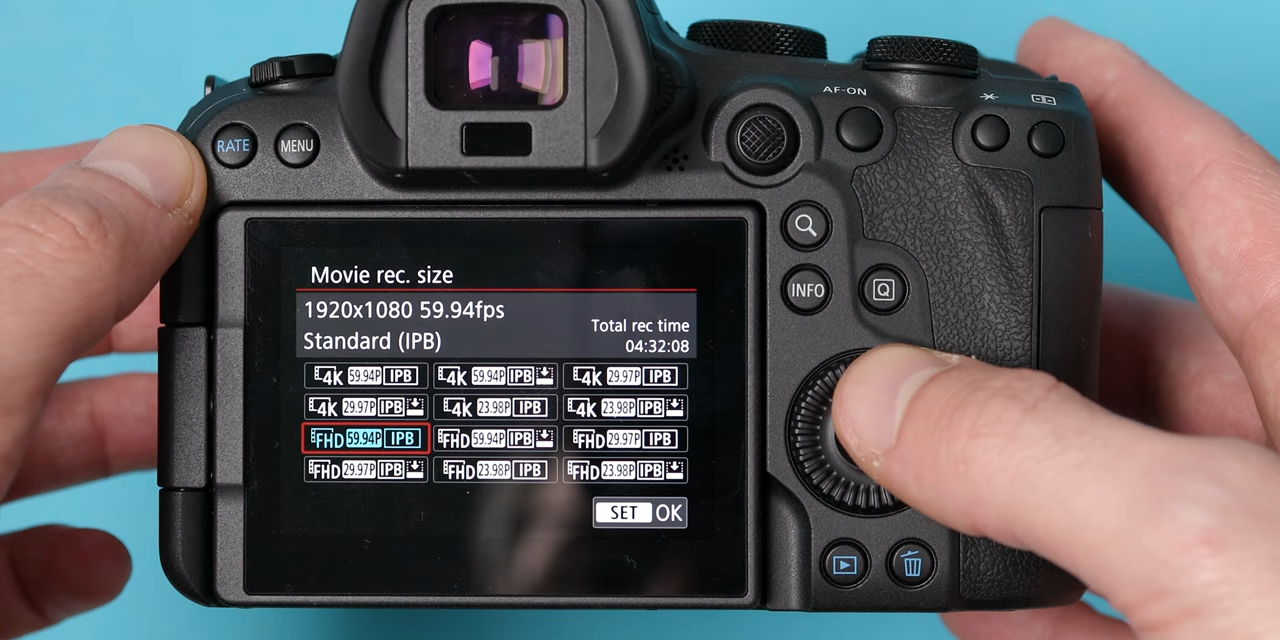 AF-ON
RATE MENU
INFO
Q
Movie rec. size
1920x1080 59.94fps
Standard (IPB)
Total rec time
04:32:08
4K 59.94P IPB 4K 59.94P IPB 4K 29.97P IPB
4K 29.97P IPB 4K 23.98P IPB 4K 23.98P IPB
FHD 59.94P IPB FHD 59.94P IPB FHD 29.97P IPB
FHD 29.97P IPB FHD 23.98P IPB FHD 23.98P IPB
SET OK